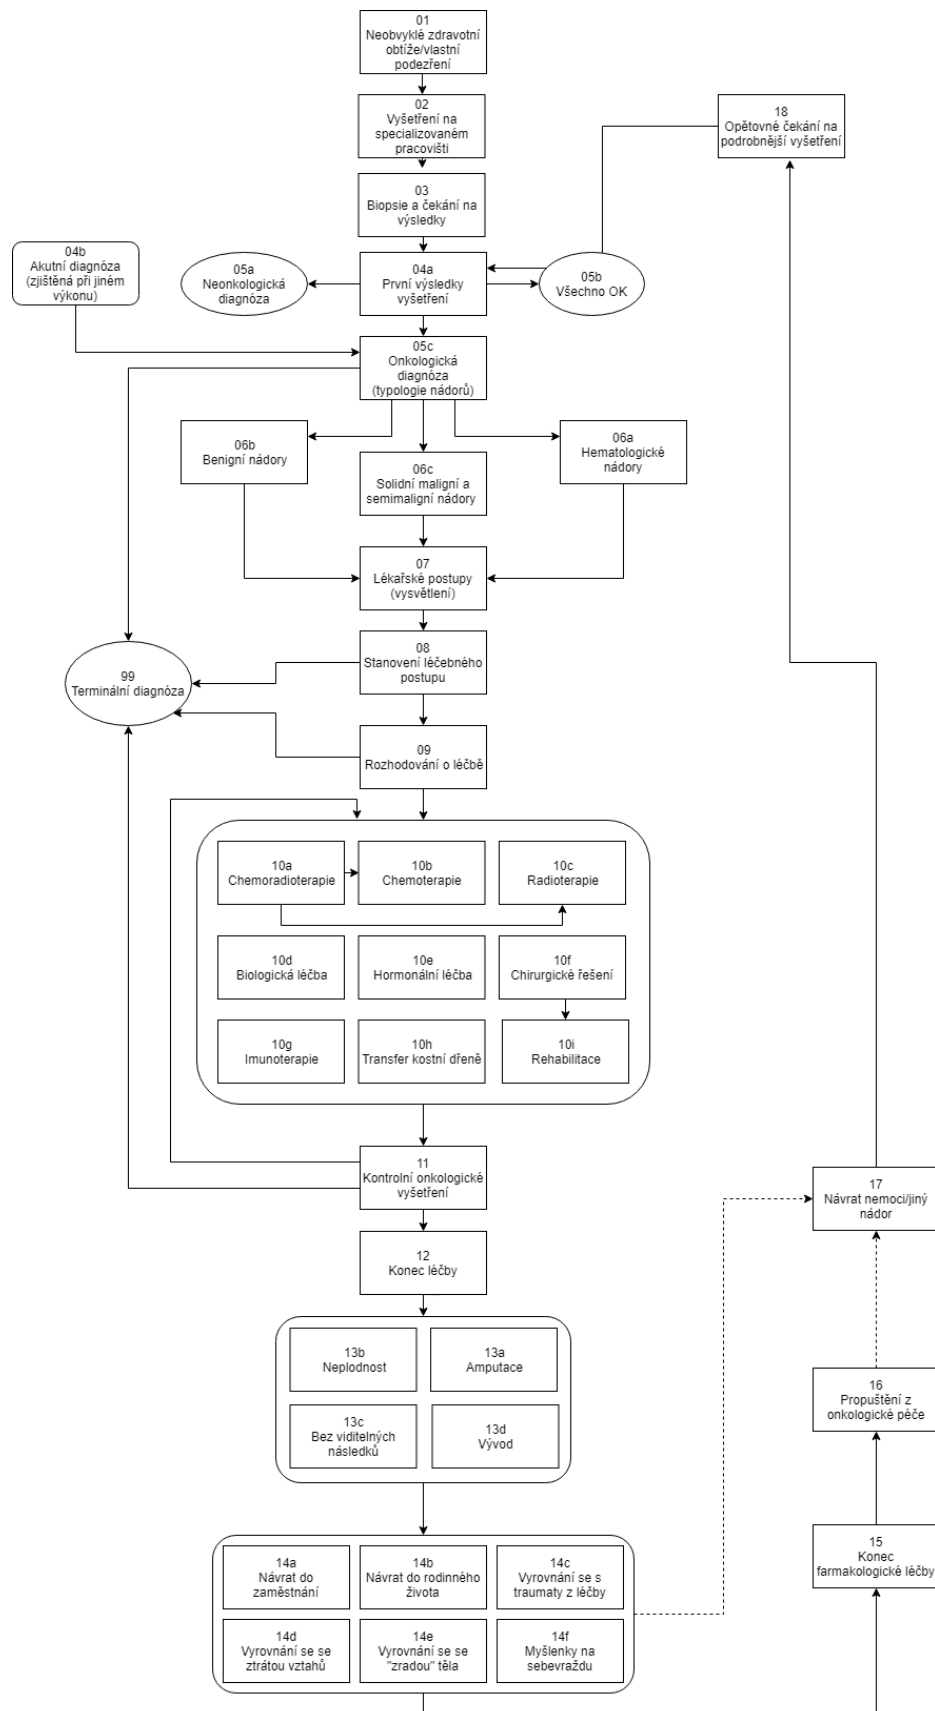 01
Neobvyklé zdravotní
obtíže/vlastní
podezření
02
Vyšetření na
specializovaném
pracovišti
18
Opětovné čekání na
podrobnější vyšetření
03
Biopsie a čekání na
výsledky
04b
Akutní diagnóza
(zjištěná při jiném
výkonu)
05a
Neonkologická
diagnóza
04a
První výsledky
vyšetření
05b
Všechno OK
05c
Onkologická
diagnóza
(typologie nádorů)
06b
Benigní nádory
06c
Solidní maligní a
semimaligní nádory
06a
Hematologické
nádory
07
Lékařské postupy
(vysvětlení)
08
Stanovení léčebného
postupu
99
Terminální diagnóza
09
Rozhodování o léčbě
10a
Chemoradioterapie
10b
Chemoterapie
10c
Radioterapie
10d
Biologická léčba
10e
Hormonální léčba
10f
Chirurgické řešení
10g
Imunoterapie
10h
Transfer kostní dřeně
10i
Rehabilitace
11
Kontrolní onkologické
vyšetření
17
Návrat nemoci/jiný
nádor
12
Konec léčby
13b
Neplodnost
13a
Amputace
13c
Bez viditelných
následků
13d
Vývod
16
Propuštění z
onkologické péče
14a
Návrat do
zaměstnání
14b
Návrat do rodinného
života
14c
Vyrovnání se s
traumaty z léčby
15
Konec
farmakologické léčby
14d
Vyrovnání se se
ztrátou vztahů
14e
Vyrovnání se se
"zradou" těla
14f
Myšlenky na
sebevraždu